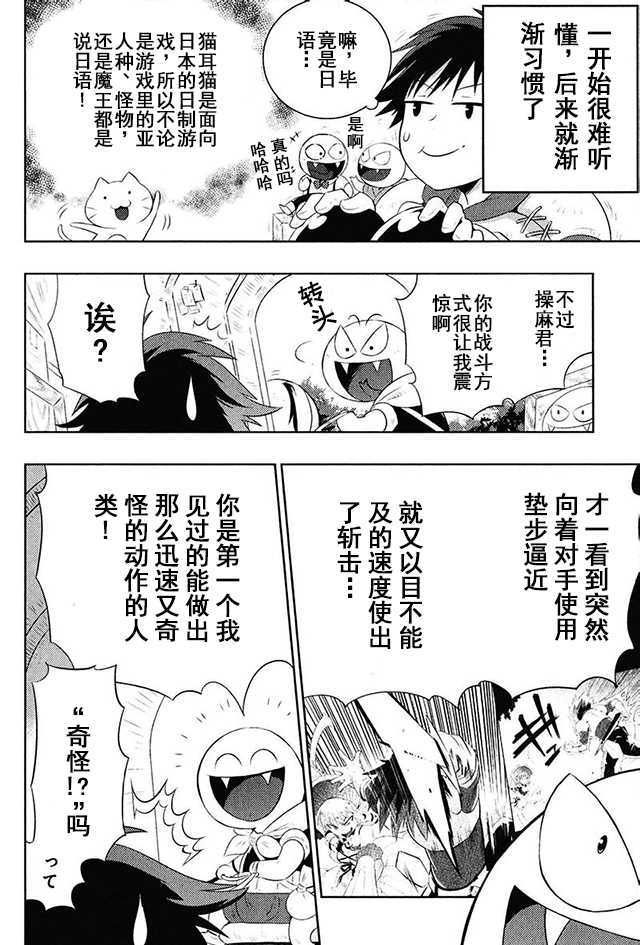 一开始很难听
懂，后来就渐
渐习惯了
嘛，毕
竟是日
语…
是啊
真的吗
哈哈哈
猫耳猫是面向
日本的日制游
戏，所以不论
是游戏里的亚
人种、怪物，
还是魔王都是
说日语！
不过
操麻君…
你的战斗方
式很让我震
惊啊
转头
诶？
才一看到突然
向着对手使用
垫步逼近
就又以目不能
及的速度使出
了斩击…
你是第一个我
见过的能做出
那么迅速又奇
怪的动作的人
类！
“奇怪!?”吗
って